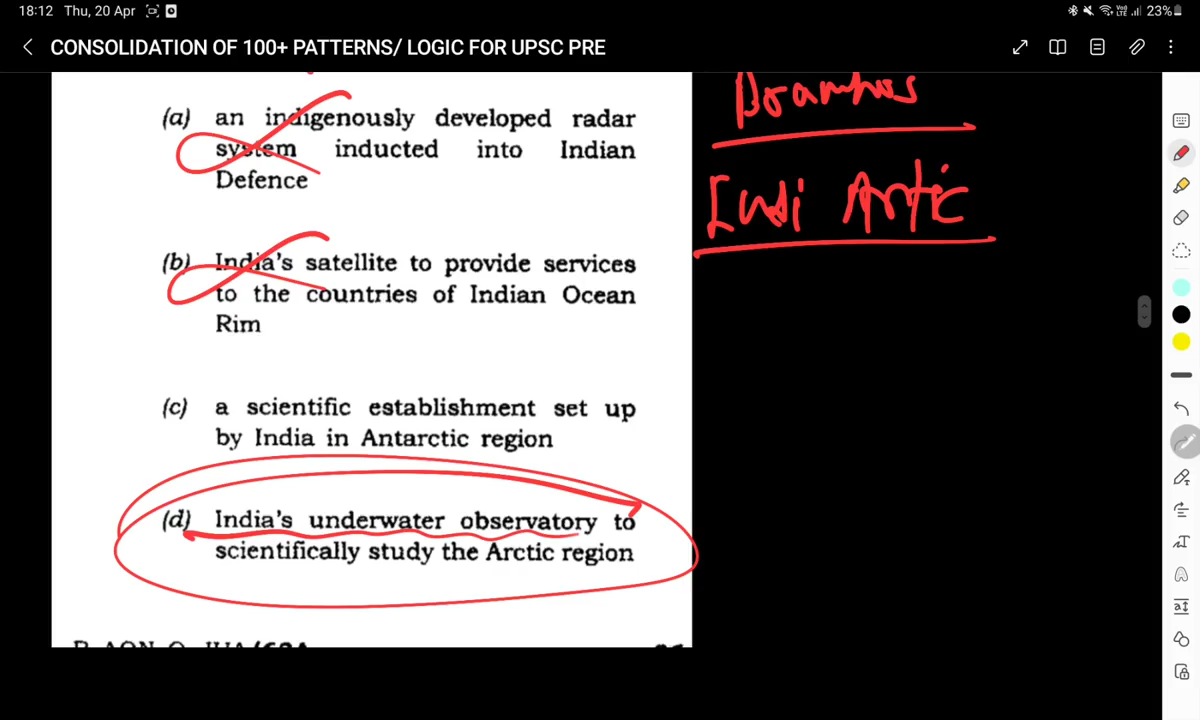 18:12 Thu, 20 Apr 23%
CONSOLIDATION OF 100+ PATTERNS/ LOGIC FOR UPSC PRE
(a) an indigenously developed radar
system inducted into Indian
Defence
(b) India's satellite to provide services
to the countries of Indian Ocean
Rim
(c) a scientific establishment set up
by India in Antarctic region
(d) India's underwater observatory to
scientifically study the Arctic region
Indi Artic